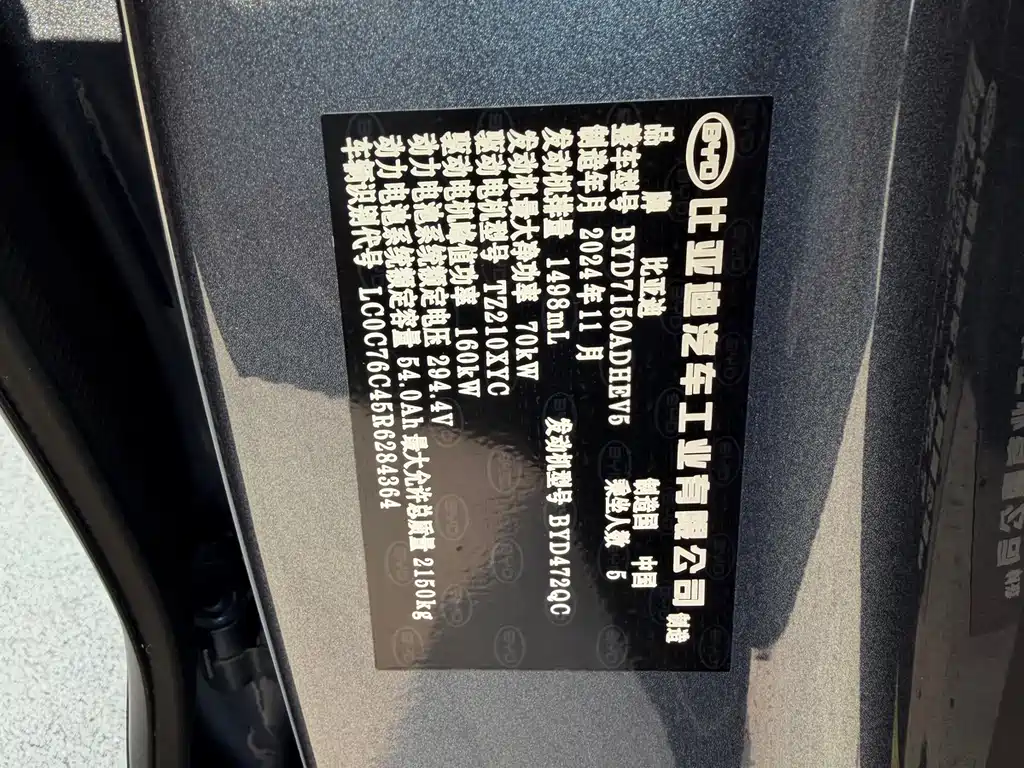 BYD 比亚迪汽车工业有限公司 制造
品牌 比亚迪 制造国 中国
整车型号 BYD7150ADHEV5 乘坐人数 5
制造年月 2024年11月
发动机排量 1498mL 发动机型号 BYD472QC
发动机最大净功率 70kW
驱动电机型号 TZ210XYC
驱动电机峰值功率 160kW
动力电池系统额定电压 294.4V
动力电池系统额定容量 54.0Ah 最大允许总质量 2150kg
车辆识别代号 LC0C76C45R6284364